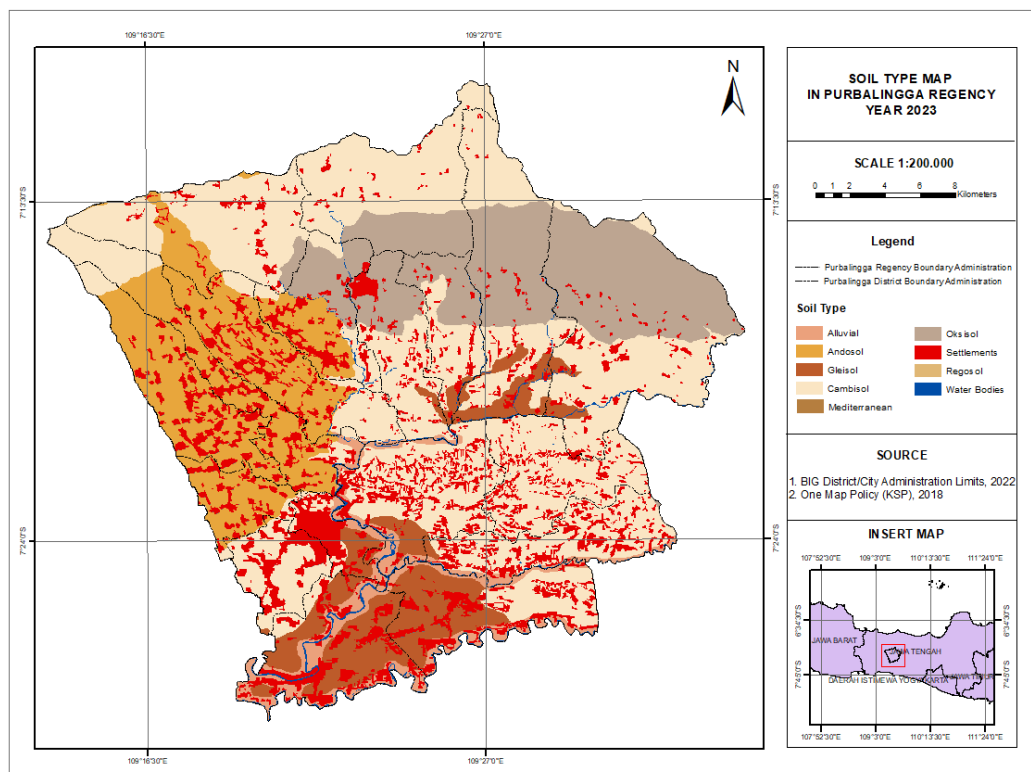 109°16'30"E
109°27'0"E
N
7°13'30"S
7°13'30"S
7°24'0"S
7°24'0"S
109°16'30"E
109°27'0"E
SOIL TYPE MAP
IN PURBALINGGA REGENCY
YEAR 2023
SCALE 1:200.000
0 1 2 4 6 8
Kilometers
Legend
Purbalingga Regency Boundary Administration
Purbalingga District Boundary Administration
Soil Type
Alluvial
Andosol
Gleisol
Cambisol
Mediterranean
Oksisol
Settlements
Regosol
Water Bodies
SOURCE
1. BIG District/City Administration Limits, 2022
2. One Map Policy (KSP), 2018
INSERT MAP
107°52'30"E 109°3'0"E 110°13'30"E 111°24'0"E
6°34'30"S
6°34'30"S
JAWA BARAT
JAWA TENGAH
7°45'0"S
7°45'0"S
DAERAH ISTIMEWA YOGYAKARTA
JAWA TIMUR
107°52'30"E 109°3'0"E 110°13'30"E 111°24'0"E